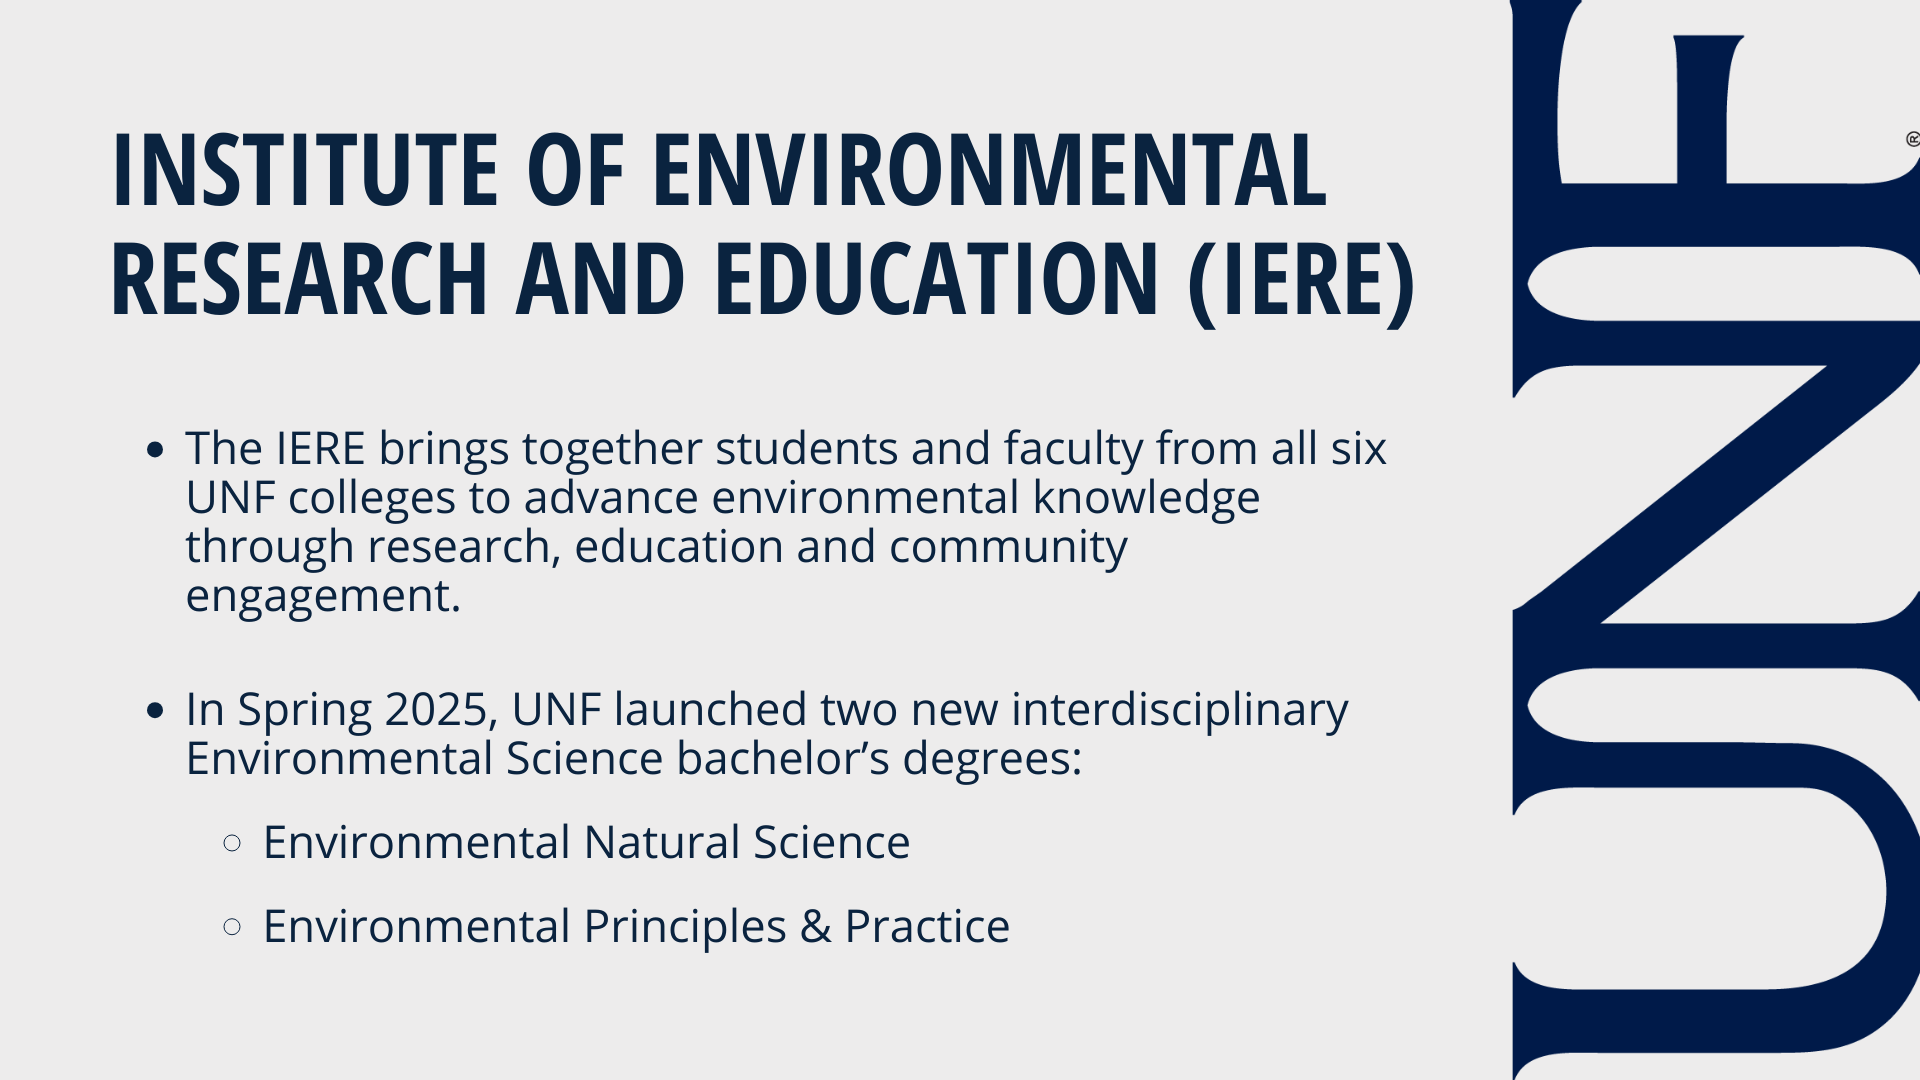 INSTITUTE OF ENVIRONMENTAL
RESEARCH AND EDUCATION (IERE)
• The IERE brings together students and faculty from all six
UNF colleges to advance environmental knowledge
through research, education and community
engagement.
• In Spring 2025, UNF launched two new interdisciplinary
Environmental Science bachelor’s degrees:
○ Environmental Natural Science
○ Environmental Principles & Practice
UNF®